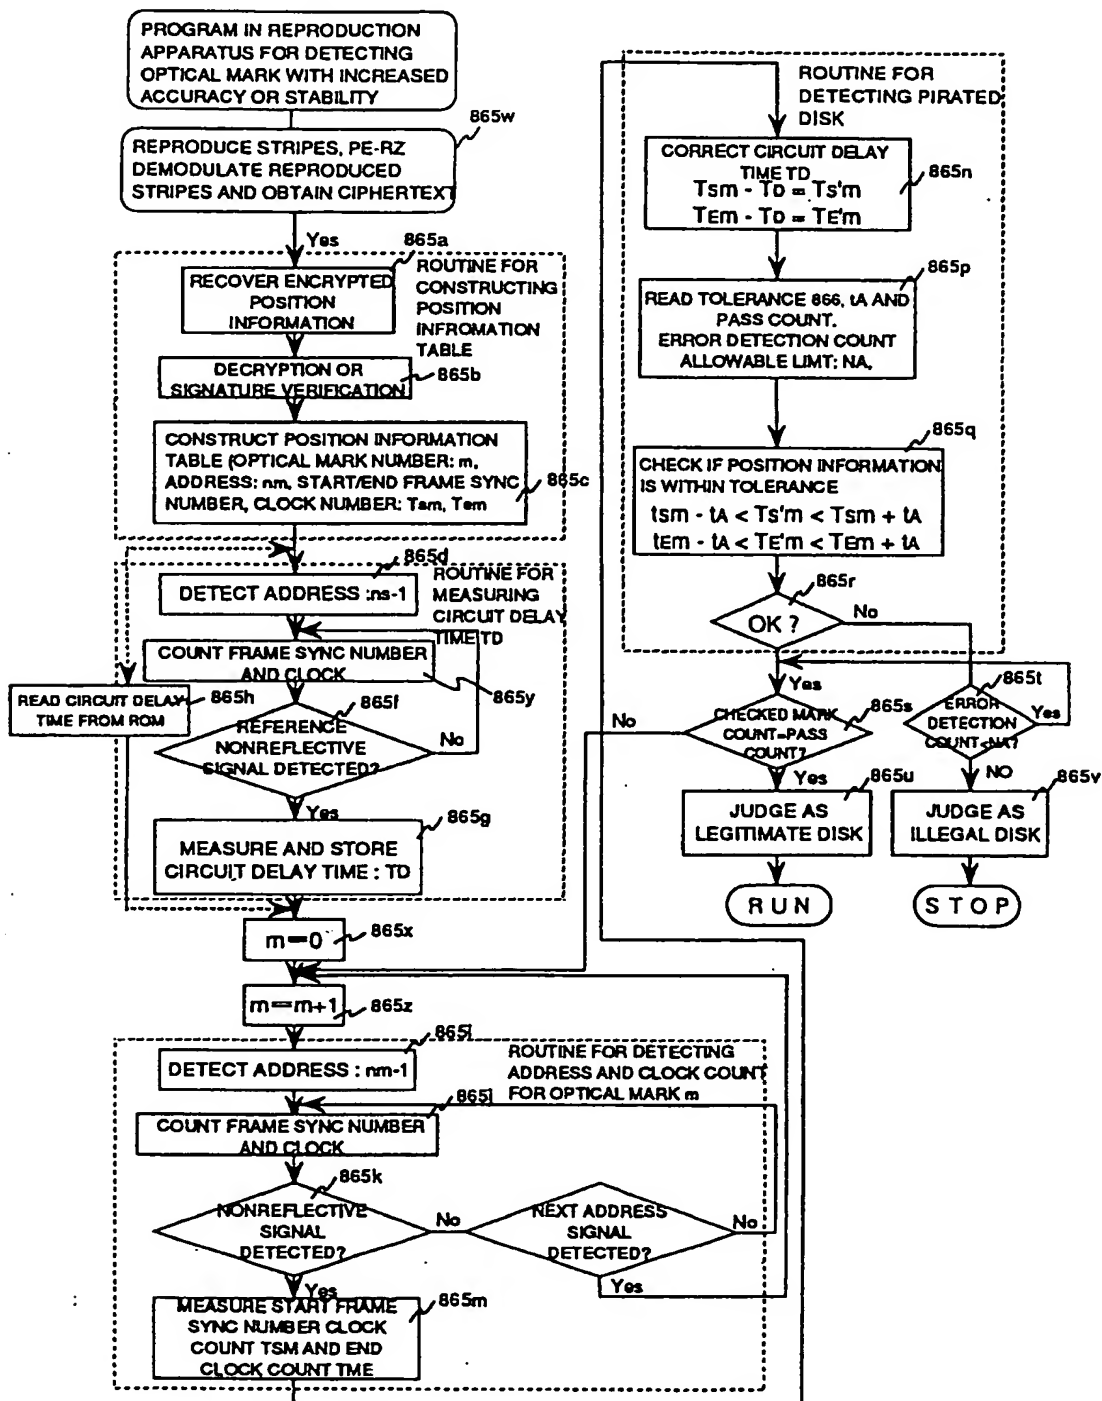 PROGRAM IN REPRODUCTION
APPARATUS FOR DETECTING
OPTICAL MARK WITH INCREASED
ACCURACY OR STABILITY
865w
REPRODUCE STRIPES, PE-RZ
DEMODULATE REPRODUCED
STRIPES AND OBTAIN CIPHERTEXT
Yes
865a
ROUTINE FOR
CONSTRUCTING
POSITION
INFROMATION
TABLE
RECOVER ENCRYPTED
POSITION
INFORMATION
DECRYPTION OR
SIGNATURE VERIFICATION
865b
CONSTRUCT POSITION INFORMATION
TABLE (OPTICAL MARK NUMBER: m,
ADDRESS: nm, START/END FRAME SYNC
NUMBER, CLOCK NUMBER: Tsm, Tem
865c
865d
ROUTINE FOR
MEASURING
CIRCUIT DELAY
TIME TD
DETECT ADDRESS :ns-1
COUNT FRAME SYNC NUMBER
AND CLOCK
865y
READ CIRCUIT DELAY
TIME FROM ROM
865h
865f
REFERENCE
NONREFLECTIVE
SIGNAL DETECTED?
No
Yes
865g
MEASURE AND STORE
CIRCUIT DELAY TIME : TD
m=0
865x
m=m+1
865z
865i
ROUTINE FOR DETECTING
ADDRESS AND CLOCK COUNT
FOR OPTICAL MARK m
DETECT ADDRESS : nm-1
865j
COUNT FRAME SYNC NUMBER
AND CLOCK
865k
NONREFLECTIVE
SIGNAL
DETECTED?
No
NEXT ADDRESS
SIGNAL
DETECTED?
No
Yes
Yes
865m
MEASURE START FRAME
SYNC NUMBER CLOCK
COUNT TSM AND END
CLOCK COUNT TME
ROUTINE FOR
DETECTING PIRATED
DISK
CORRECT CIRCUIT DELAY
TIME TD
Tsm - TD = Ts'm
TEm - TD = TE'm
865n
865p
READ TOLERANCE 866, tA AND
PASS COUNT.
ERROR DETECTION COUNT
ALLOWABLE LIMT: NA,
865q
CHECK IF POSITION INFORMATION
IS WITHIN TOLERANCE
tsm - tA < Ts'm < Tsm + tA
tEm - tA < TE'm < TEm + tA
865r
OK ?
No
Yes
865s
CHECKED MARK
COUNT=PASS
COUNT?
No
Yes
865t
ERROR
DETECTION
COUNT<NA?
Yes
NO
865u
JUDGE AS
LEGITIMATE DISK
865v
JUDGE AS
ILLEGAL DISK
RUN
STOP